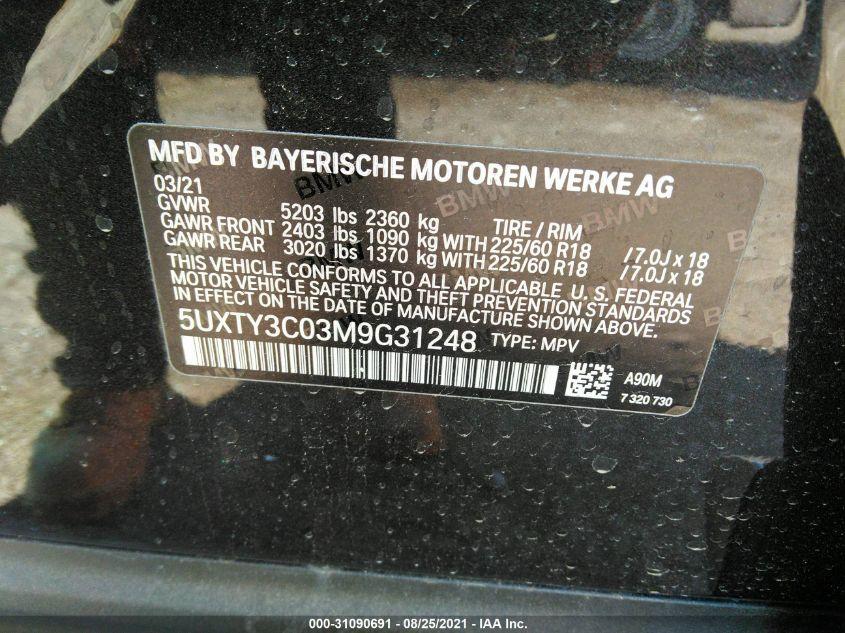 MFD BY BAYERISCHE MOTOREN WERKE AG
03/21
GVWR 5203 lbs 2360 kg TIRE / RIM
GAWR FRONT 2403 lbs 1090 kg WITH 225/60 R18 /7.0J x 18
GAWR REAR 3020 lbs 1370 kg WITH 225/60 R18 /7.0J x 18
THIS VEHICLE CONFORMS TO ALL APPLICABLE U. S. FEDERAL
MOTOR VEHICLE SAFETY AND THEFT PREVENTION STANDARDS
IN EFFECT ON THE DATE OF MANUFACTURE SHOWN ABOVE.
5UXTY3C03M9G31248 TYPE: MPV
A90M
7 320 730
000-31090691 - 08/25/2021 - IAA Inc.